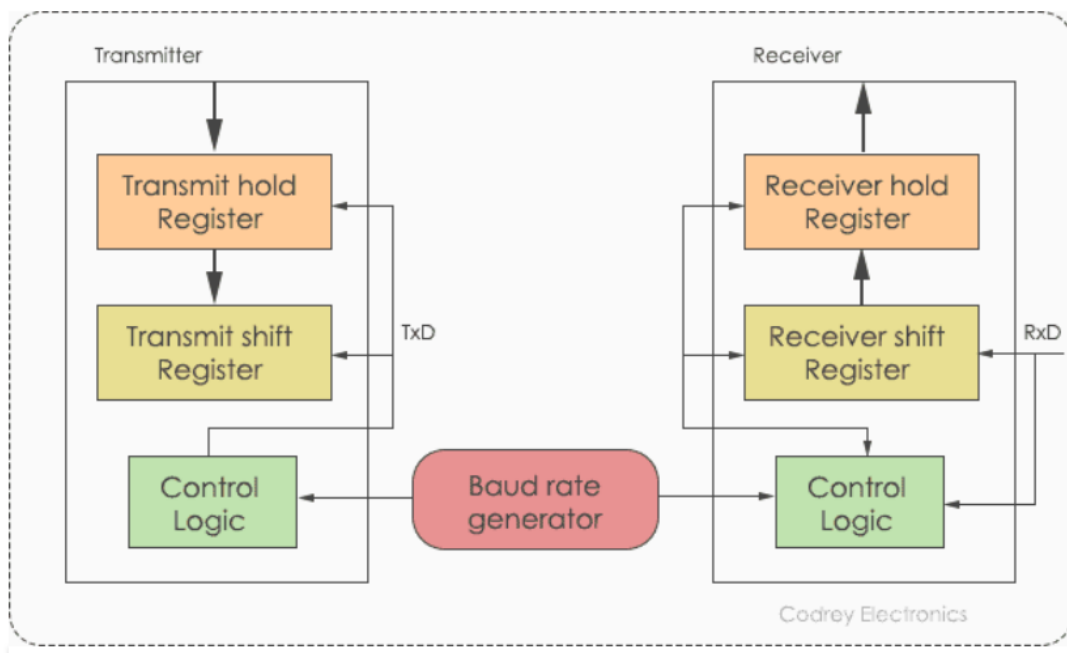 Transmitter
Receiver
Transmit hold
Register
Receiver hold
Register
Transmit shift
Register
TxD
Receiver shift
Register
RxD
Control
Logic
Baud rate
generator
Control
Logic
Codrey Electronics